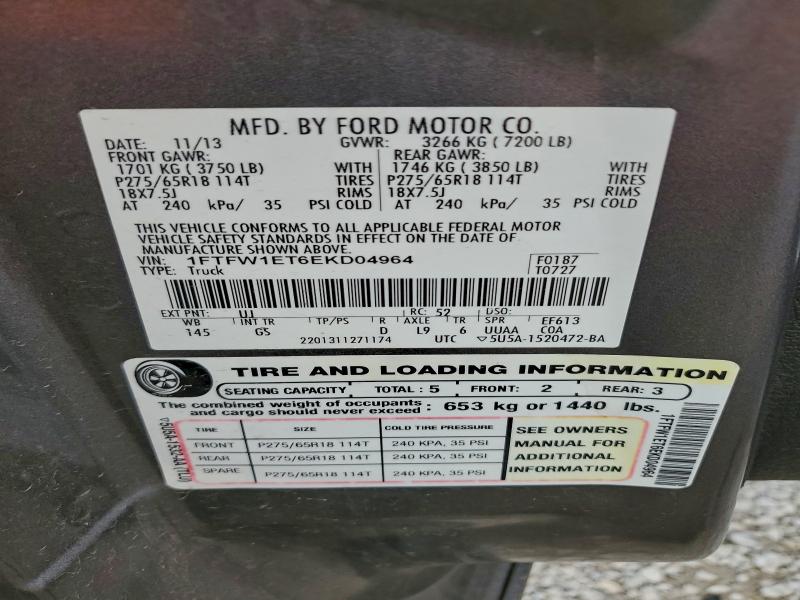 MFD. BY FORD MOTOR CO.
DATE: 11/13 GVWR: 3266 KG ( 7200 LB)
FRONT GAWR: REAR GAWR:
1701 KG ( 3750 LB) WITH 1746 KG ( 3850 LB) WITH
P275/65R18 114T TIRES P275/65R18 114T TIRES
18X7.5J RIMS 18X7.5J RIMS
AT 240 kPa/ 35 PSI COLD AT 240 kPa/ 35 PSI COLD
THIS VEHICLE CONFORMS TO ALL APPLICABLE FEDERAL MOTOR
VEHICLE SAFETY STANDARDS IN EFFECT ON THE DATE OF
MANUFACTURE SHOWN ABOVE.
VIN: 1FTFW1ET6EKD04964 F0187
TYPE: Truck T0727
EXT PNT: UJ RC: 52 DSO:
WB INT TR TP/PS R AXLE TR SPR EF613
145 GS D L9 6 UUAA COA
2201311271174 UTC ▽5U5A-1520472-BA
TIRE AND LOADING INFORMATION
SEATING CAPACITY TOTAL : 5 FRONT: 2 REAR: 3
The combined weight of occupants
and cargo should never exceed : 653 kg or 1440 lbs.
TIRE SIZE COLD TIRE PRESSURE
FRONT P275/65R18 114T 240 KPA, 35 PSI
REAR P275/65R18 114T 240 KPA, 35 PSI
SPARE P275/65R18 114T 240 KPA, 35 PSI
SEE OWNERS
MANUAL FOR
ADDITIONAL
INFORMATION
1FTFW1ET6EKD04964